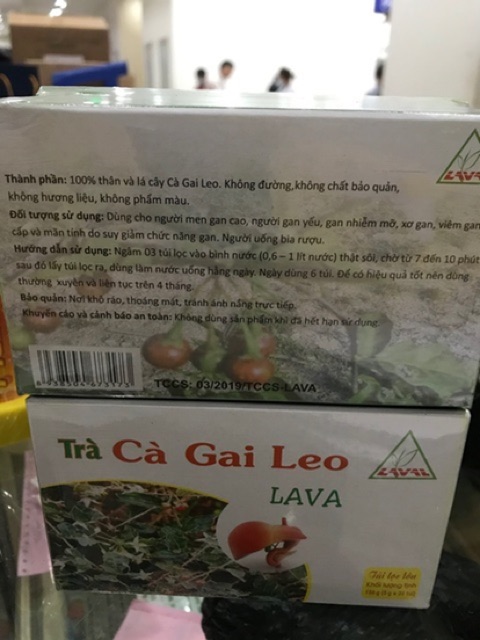 LAVAL
Thành phần: 100% thân và lá cây Cà Gai Leo. Không đường,không chất bảo quản,
không hương liệu, không phẩm màu.
Đối tượng sử dụng: Dùng cho người men gan cao, người gan yếu, gan nhiễm mỡ, xơ gan, viêm gan
cấp và mãn tính do suy giảm chức năng gan. Người uống bia rượu.
Hướng dẫn sử dụng: Ngâm 03 túi lọc vào bình nước (0,6 – 1 lít nước) thật sôi, chờ từ 7 đến 10 phút
sau đó lấy túi lọc ra, dùng làm nước uống hằng ngày. Ngày dùng 6 túi. Để có hiệu quả tốt nên dùng
thường xuyên và liên tục trên 4 tháng.
Bảo quản: Nơi khô ráo, thoáng mát, tránh ánh nắng trực tiếp.
Khuyến cáo và cảnh báo an toàn: Không dùng sản phẩm khi đã hết hạn sử dụng.
TCCS: 03/2019/TCCS-LAVA
Trà Cà Gai Leo
LAVA
LAVAL
Túi lọc lớn
Khối lượng tịnh